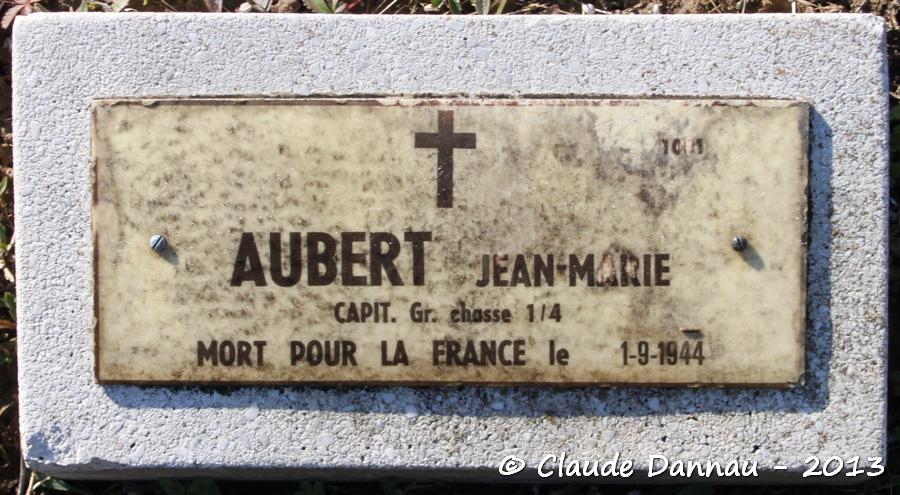 AUBERT JEAN-MARIE
CAPIT. Gr. chasse 1/4
MORT POUR LA FRANCE le 1-9-1944
© Claude Dannau - 2013